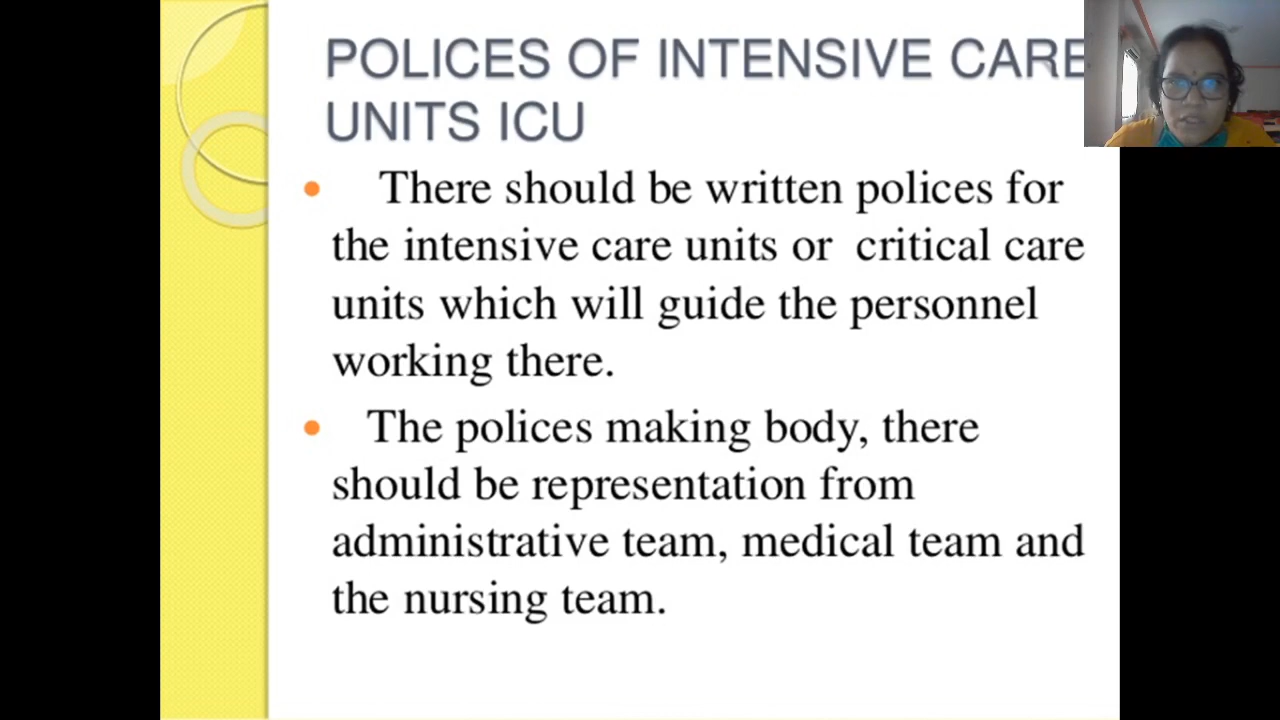 POLICES OF INTENSIVE CARE
UNITS ICU
There should be written polices for
the intensive care units or critical care
units which will guide the personnel
working there.
The polices making body, there
should be representation from
administrative team, medical team and
the nursing team.